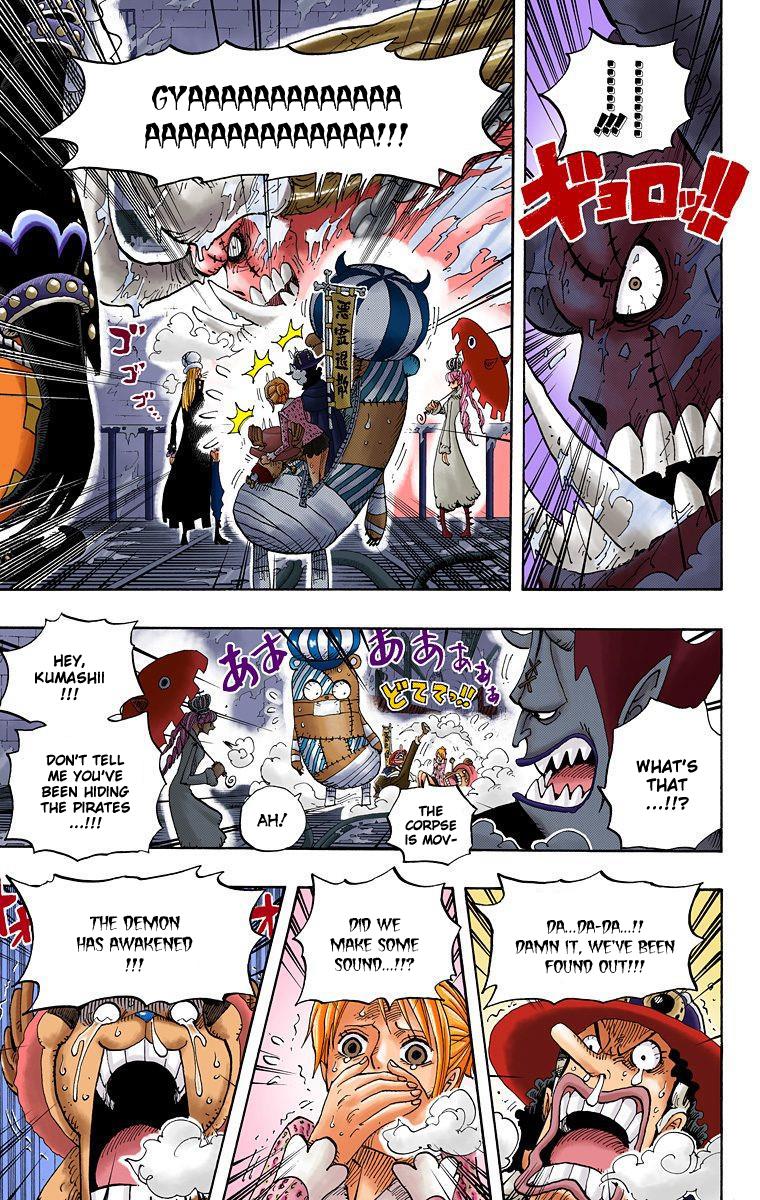 ...............!!!
ギョロッ!!
GYAAAAAAAAAAAAA
AAAAAAAAAAAAAA!!!
悪霊退散
ゴゴゴ...
WHAT'S
THAT
...!!?
ああ
あああぁぁ
どててっ!!
THE
CORPSE
IS MOV-
AH!
HEY,
KUMASHI
!!!
DON'T TELL
ME YOU'VE
BEEN HIDING
THE PIRATES
...!!!
DA...DA-DA...!!
DAMN IT, WE'VE BEEN
FOUND OUT!!!
DID WE
MAKE SOME
SOUND...!!?
THE DEMON
HAS AWAKENED
!!!